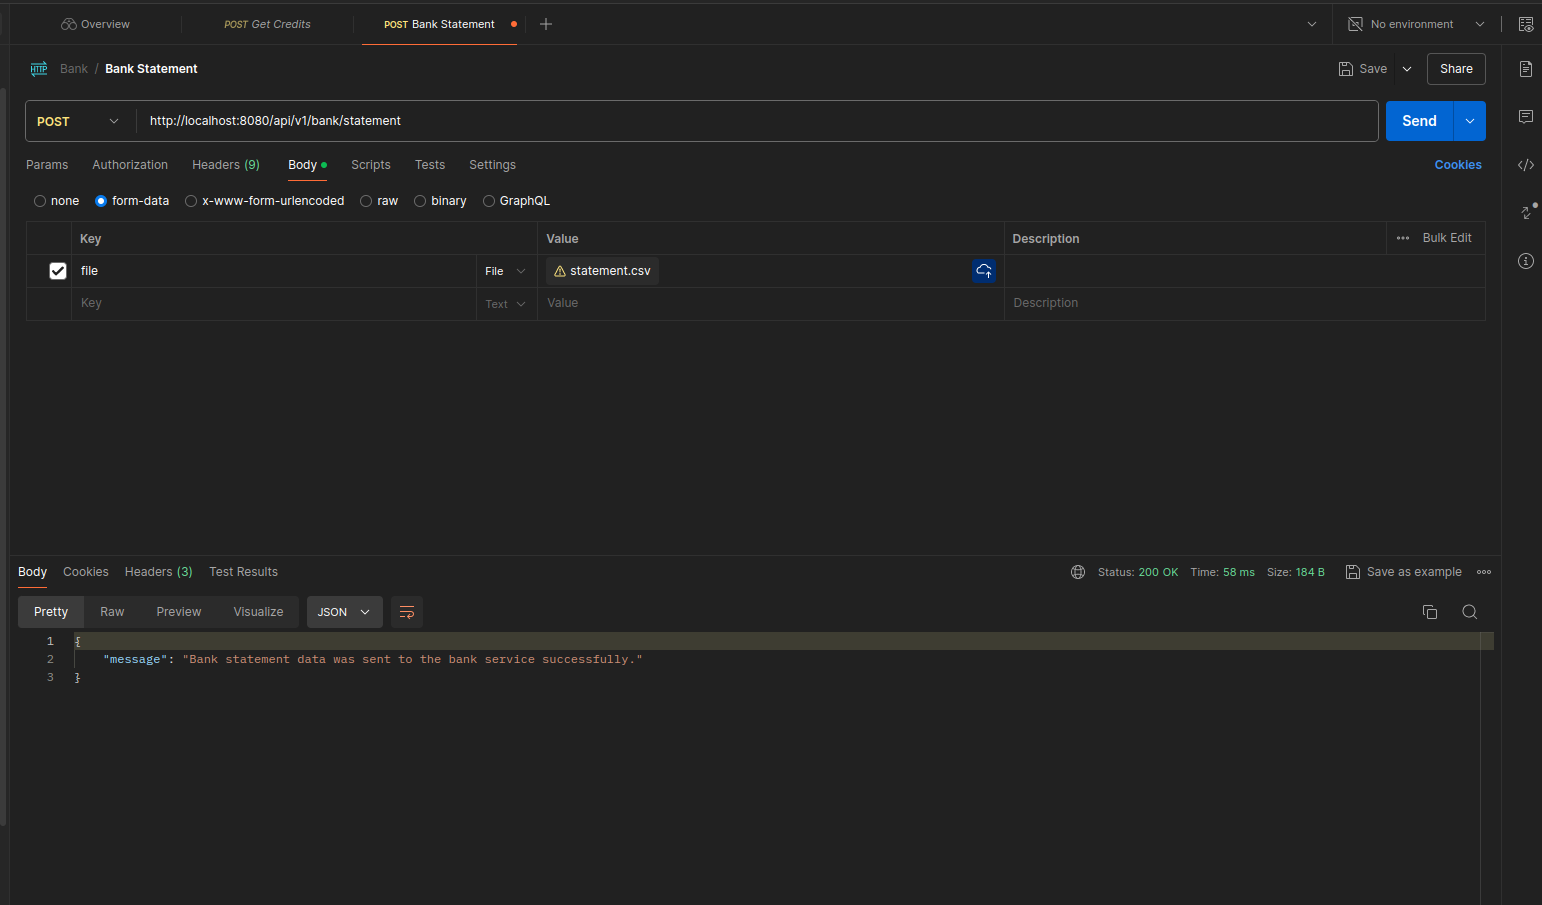 Overview POST Get Credits POST Bank Statement No environment
HTTP Bank / Bank Statement Save Share
POST http://localhost:8080/api/v1/bank/statement Send
Params Authorization Headers (9) Body Scripts Tests Settings Cookies
none form-data x-www-form-urlencoded raw binary GraphQL
Key Value Description Bulk Edit
file File statement.csv
Key Text Value Description
Body Cookies Headers (3) Test Results Status: 200 OK Time: 58 ms Size: 184 B Save as example
Pretty Raw Preview Visualize JSON
1 {
2 "message": "Bank statement data was sent to the bank service successfully."
3 }